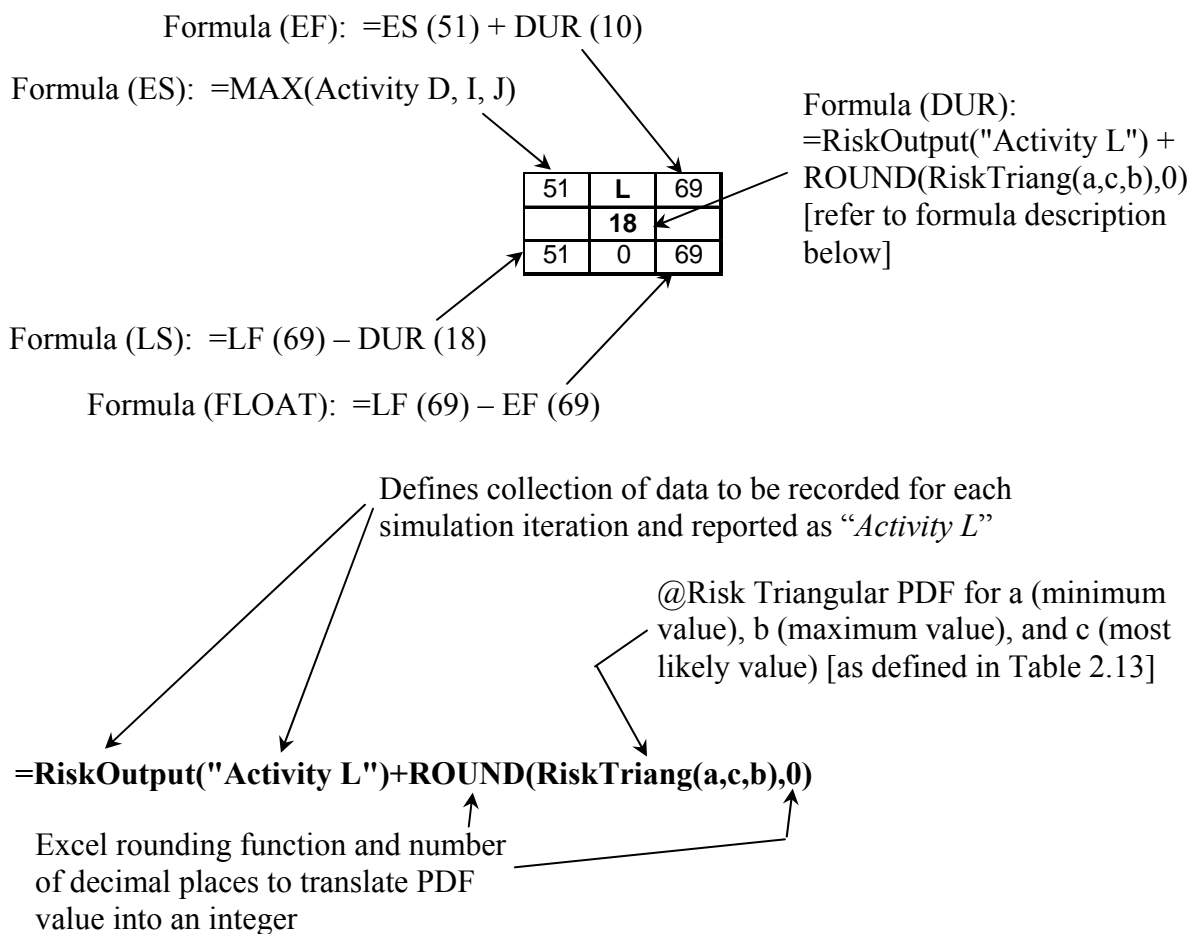 Formula (EF):  =ES (51) + DUR (10)
Formula (ES):  =MAX(Activity D, I, J)
Formula (DUR):
=RiskOutput("Activity L") +
ROUND(RiskTriang(a,c,b),0)
[refer to formula description
below]
51 L 69
18
51 0 69
Formula (LS):  =LF (69) – DUR (18)
Formula (FLOAT):  =LF (69) – EF (69)
Defines collection of data to be recorded for each
simulation iteration and reported as “Activity L”
@Risk Triangular PDF for a (minimum
value), b (maximum value), and c (most
likely value) [as defined in Table 2.13]
=RiskOutput("Activity L")+ROUND(RiskTriang(a,c,b),0)
Excel rounding function and number
of decimal places to translate PDF
value into an integer